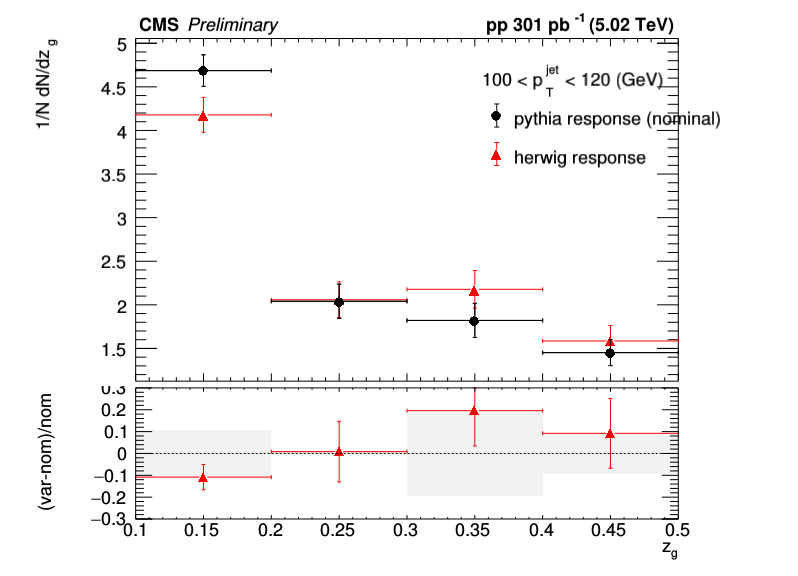 CMS Preliminary
pp 301 pb⁻¹ (5.02 TeV)
1/N dN/dz_g
5
4.5
4
3.5
3
2.5
2
1.5
100 < p_T^jet < 120 (GeV)
pythia response (nominal)
herwig response
(var-nom)/nom
0.3
0.2
0.1
0
−0.1
−0.2
−0.3
0.1 0.15 0.2 0.25 0.3 0.35 0.4 0.45 0.5
z_g